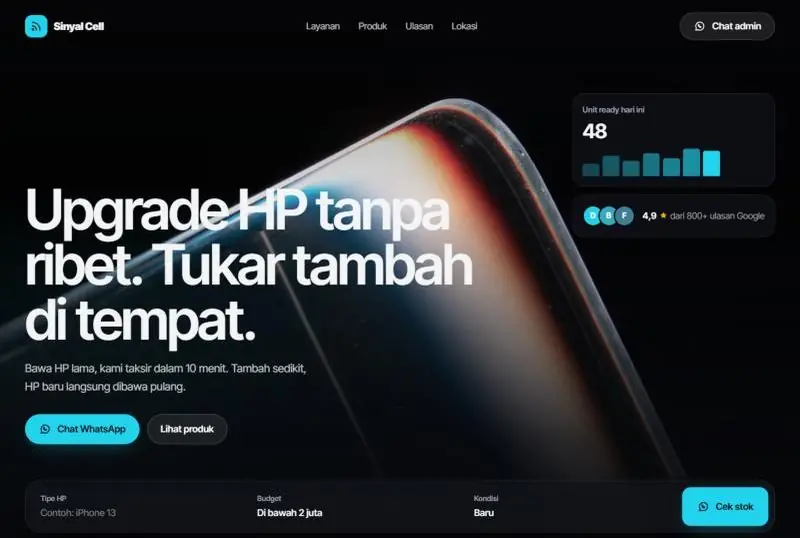 Sinyal Cell
Layanan
Produk
Ulasan
Lokasi
Chat admin
Unit ready hari ini
48
D B F 4,9 ★ dari 800+ ulasan Google
Upgrade HP tanpa
ribet. Tukar tambah
di tempat.
Bawa HP lama, kami taksir dalam 10 menit. Tambah sedikit,
HP baru langsung dibawa pulang.
Chat WhatsApp
Lihat produk
Tipe HP
Contoh: iPhone 13
Budget
Di bawah 2 juta
Kondisi
Baru
Cek stok